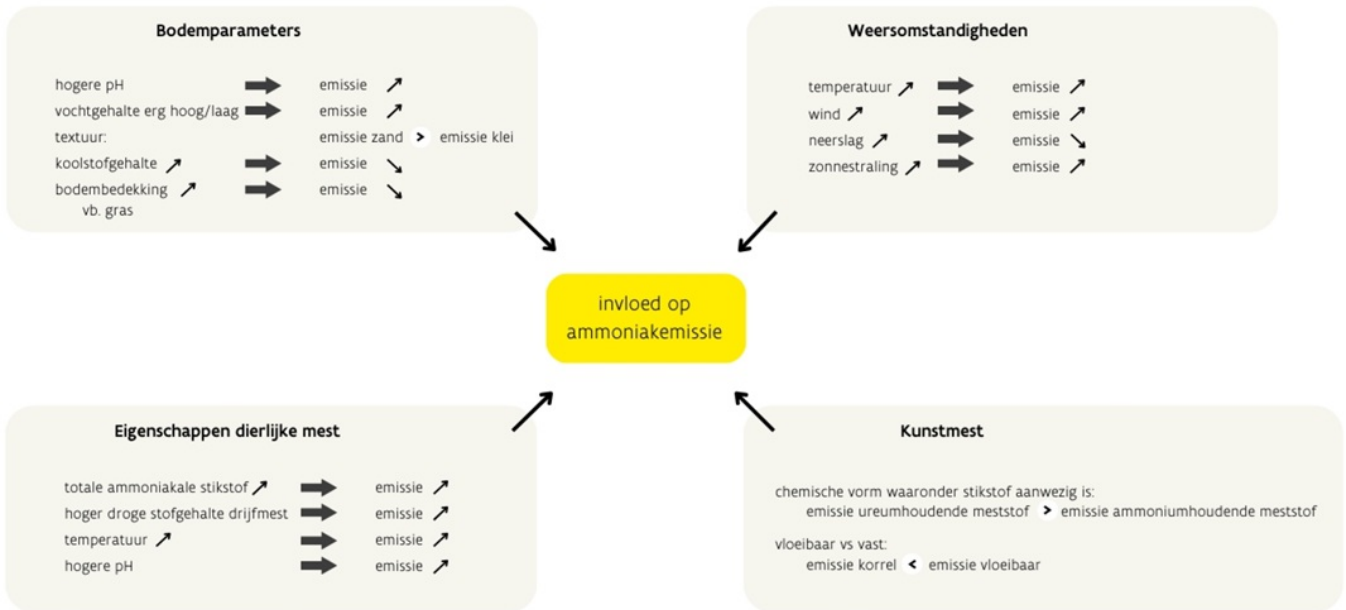 Bodemparameters
hogere pH emissie
vochtgehalte erg hoog/laag emissie
textuur: emissie zand > emissie klei
koolstofgehalte emissie
bodembedekking emissie
vb. gras
Weersomstandigheden
temperatuur emissie
wind emissie
neerslag emissie
zonnestraling emissie
invloed op
ammoniakemissie
Eigenschappen dierlijke mest
totale ammoniakale stikstof emissie
hoger droge stofgehalte drijfmest emissie
temperatuur emissie
hogere pH emissie
Kunstmest
chemische vorm waaronder stikstof aanwezig is:
emissie ureumhoudende meststof > emissie ammoniumhoudende meststof
vloeibaar vs vast:
emissie korrel < emissie vloeibaar